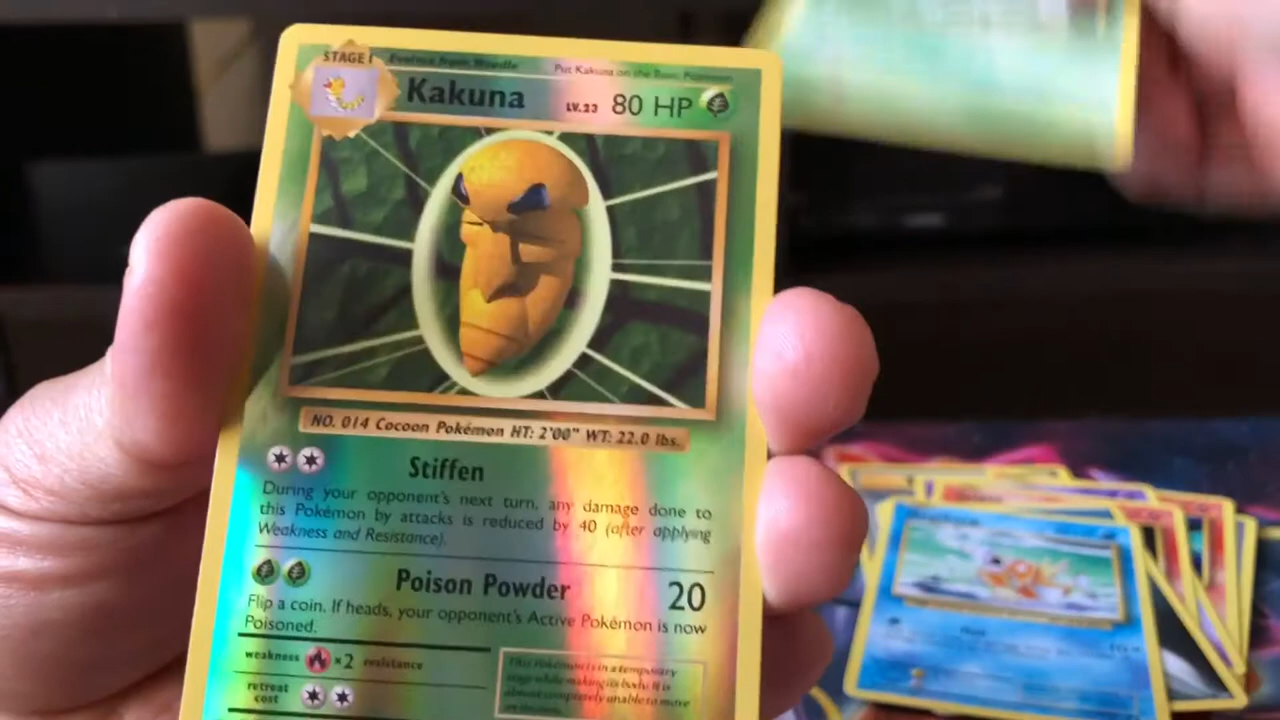 STAGE 1 Evolves from Weedle Put Kakuna on the Basic Pokémon
Kakuna LV.23 80 HP
NO. 014 Cocoon Pokémon HT: 2'00" WT: 22.0 lbs.
Stiffen
During your opponent's next turn, any damage done to
this Pokémon by attacks is reduced by 40 (after applying
Weakness and Resistance).
Poison Powder 20
Flip a coin. If heads, your opponent's Active Pokémon is now
Poisoned.
weakness ×2 resistance
retreat
cost
This Pokémon is in a temporary
stage while making its body. It is
almost completely unable to move